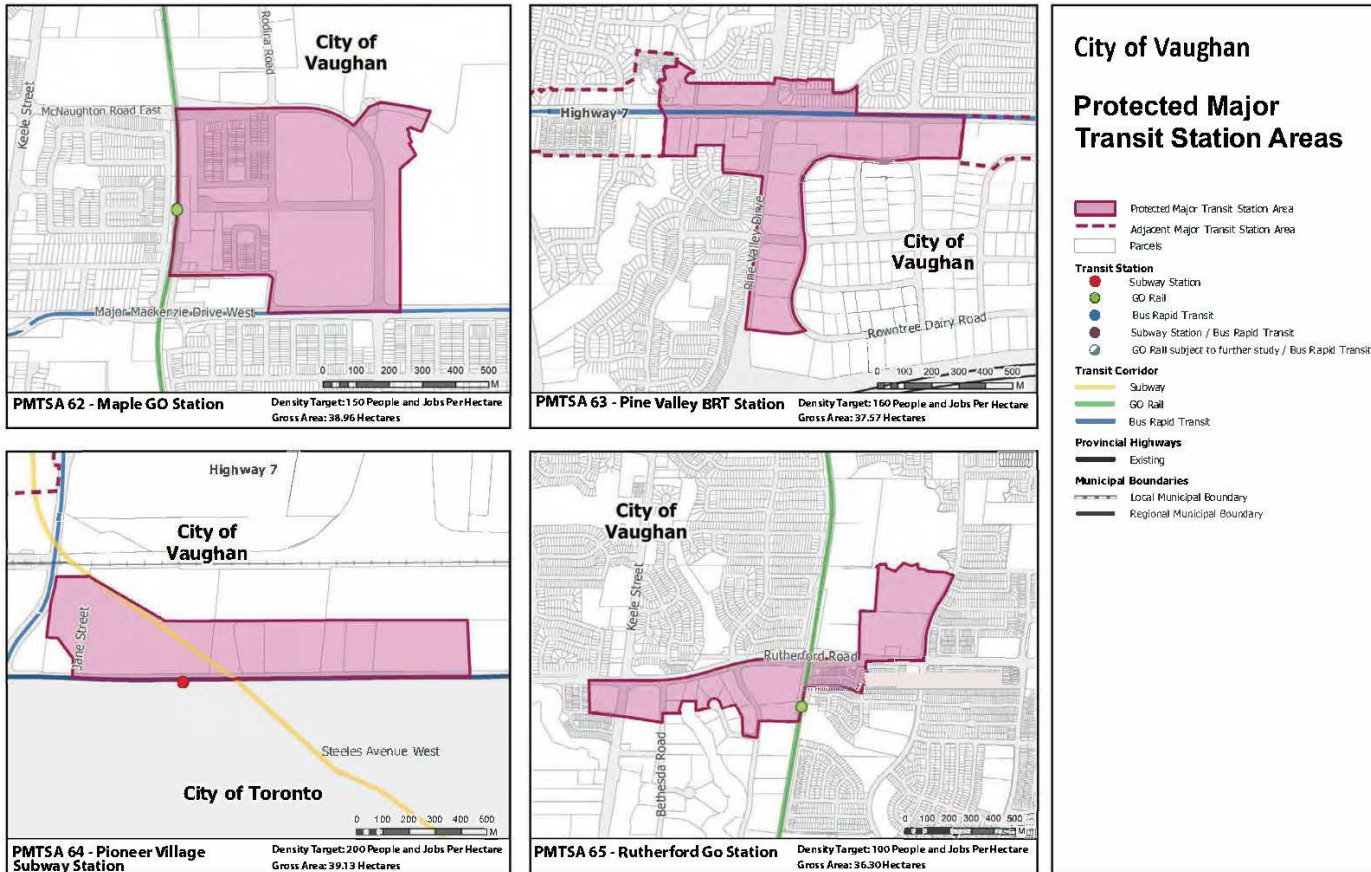 City of
Vaughan
Rodina Road
Keele Street
McNaughton Road East
Major Mackenzie Drive West
0 100 200 300 400 500
M
PMTSA 62 - Maple GO Station
Density Target: 150 People and Jobs Per Hectare
Gross Area: 38.96 Hectares
Highway 7
Pine Valley Drive
City of
Vaughan
Rowntree Dairy Road
0 100 200 300 400 500
M
PMTSA 63 - Pine Valley BRT Station
Density Target: 160 People and Jobs Per Hectare
Gross Area: 37.57 Hectares
Highway 7
City of
Vaughan
Jane Street
Steeles Avenue West
City of Toronto
0 100 200 300 400 500
M
PMTSA 64 - Pioneer Village
Subway Station
Density Target: 200 People and Jobs Per Hectare
Gross Area: 39.13 Hectares
City of
Vaughan
Keele Street
Rutherford Road
Bethesda Road
0 100 200 300 400 500
M
PMTSA 65 - Rutherford Go Station
Density Target: 100 People and Jobs Per Hectare
Gross Area: 36.30 Hectares
City of Vaughan
Protected Major
Transit Station Areas
Protected Major Transit Station Area
Adjacent Major Transit Station Area
Parcels
Transit Station
Subway Station
GO Rail
Bus Rapid Transit
Subway Station / Bus Rapid Transit
GO Rail subject to further study / Bus Rapid Transit
Transit Corridor
Subway
GO Rail
Bus Rapid Transit
Provincial Highways
Existing
Municipal Boundaries
Local Municipal Boundary
Regional Municipal Boundary